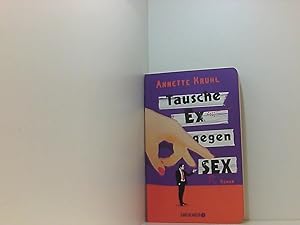 ANNETTE KRUHL
Tausche
EX
gegen
SEX
Roman